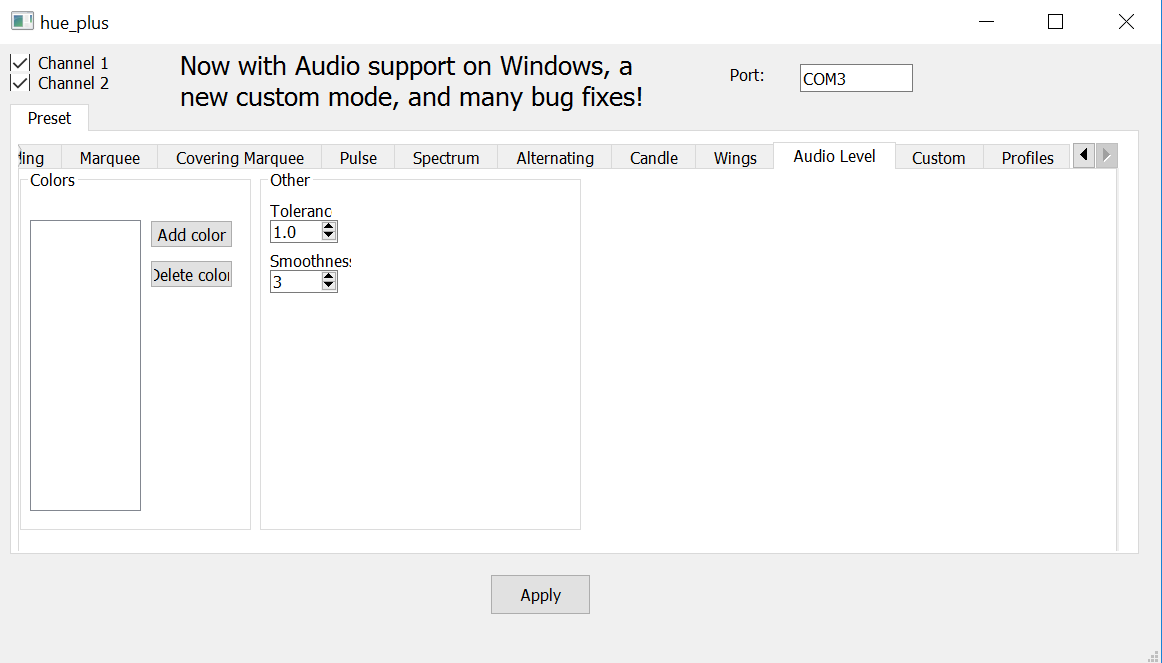 hue_plus
Channel 1
Channel 2
Now with Audio support on Windows, a
new custom mode, and many bug fixes!
Port:
COM3
Preset
Marquee
Covering Marquee
Pulse
Spectrum
Alternating
Candle
Wings
Audio Level
Custom
Profiles
Colors
Add color
Delete color
Other
Toleranc
1.0
Smoothness
3
Apply